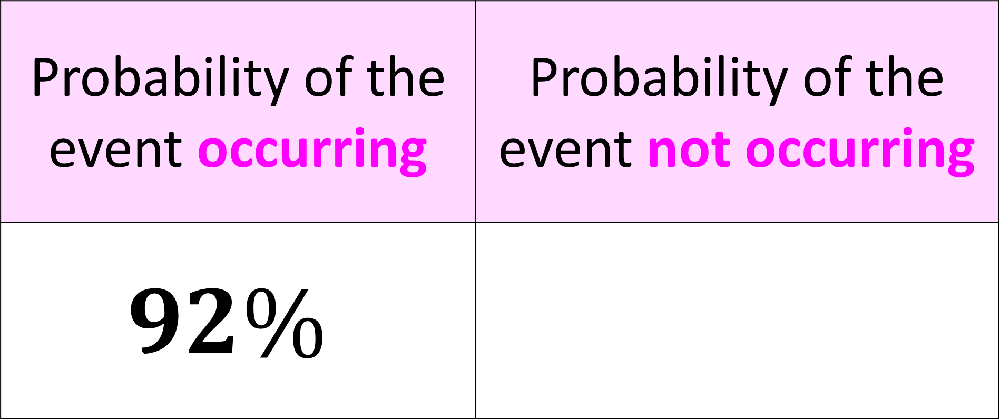 Probability of the
event occurring
Probability of the
event not occurring
92%